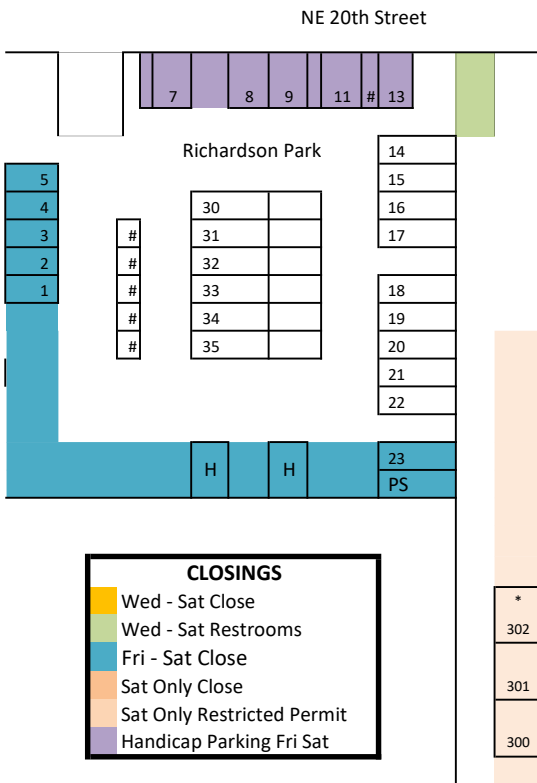 NE 20th Street
7 8 9 11 # 13
Richardson Park
14
15
16
17
5
4
3
2
1
#
#
#
#
#
30
31
32
33
34
35
18
19
20
21
22
H H
23
PS
CLOSINGS
Wed - Sat Close
Wed - Sat Restrooms
Fri - Sat Close
Sat Only Close
Sat Only Restricted Permit
Handicap Parking Fri Sat
*
302
301
300